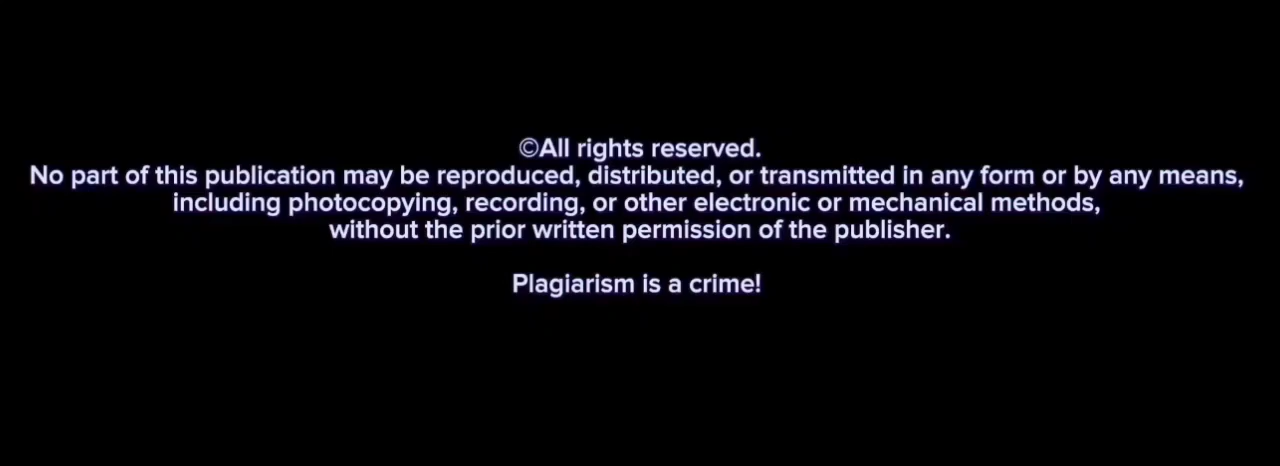 ©All rights reserved.
No part of this publication may be reproduced, distributed, or transmitted in any form or by any means,
including photocopying, recording, or other electronic or mechanical methods,
without the prior written permission of the publisher.
Plagiarism is a crime!